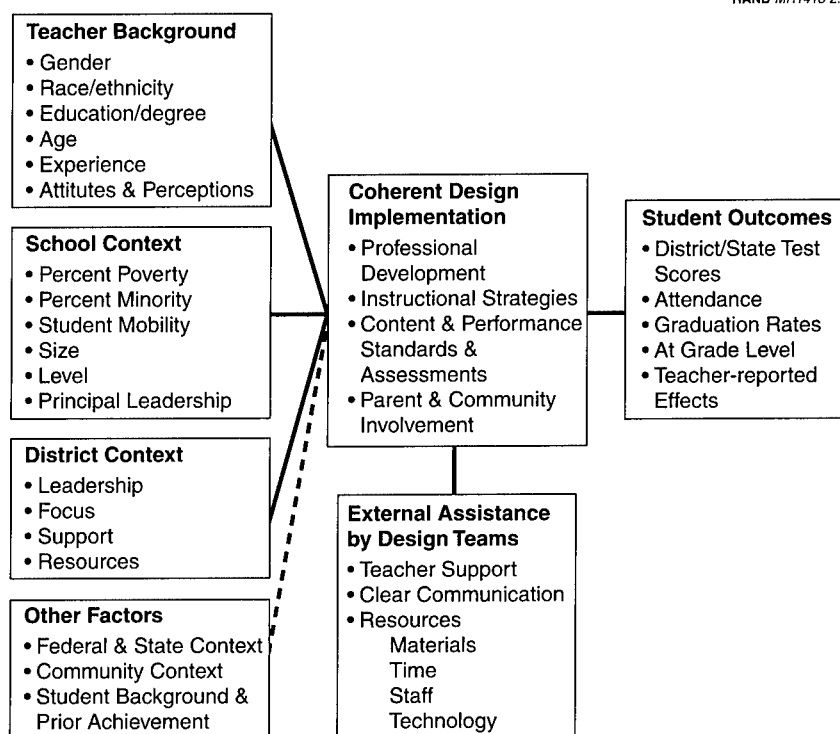 Teacher Background
• Gender
• Race/ethnicity
• Education/degree
• Age
• Experience
• Attitutes & Perceptions
School Context
• Percent Poverty
• Percent Minority
• Student Mobility
• Size
• Level
• Principal Leadership
District Context
• Leadership
• Focus
• Support
• Resources
Other Factors
• Federal & State Context
• Community Context
• Student Background &
Prior Achievement
Coherent Design
Implementation
• Professional
Development
• Instructional Strategies
• Content & Performance
Standards &
Assessments
• Parent & Community
Involvement
External Assistance
by Design Teams
• Teacher Support
• Clear Communication
• Resources
Materials
Time
Staff
Technology
Student Outcomes
• District/State Test
Scores
• Attendance
• Graduation Rates
• At Grade Level
• Teacher-reported
Effects